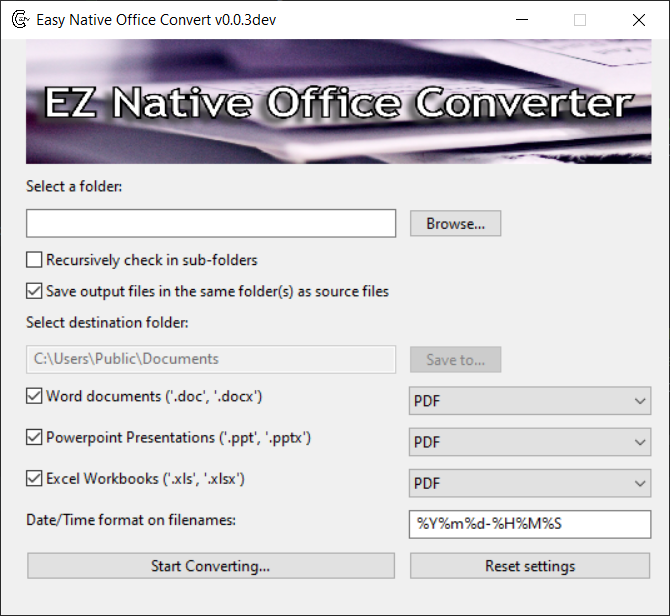 Easy Native Office Convert v0.0.3dev
EZ Native Office Converter
Select a folder:
Browse...
Recursively check in sub-folders
Save output files in the same folder(s) as source files
Select destination folder:
C:\Users\Public\Documents
Save to...
Word documents ('.doc', '.docx')
PDF
Powerpoint Presentations ('.ppt', '.pptx')
PDF
Excel Workbooks ('.xls', '.xlsx')
PDF
Date/Time format on filenames:
%Y%m%d-%H%M%S
Start Converting...
Reset settings